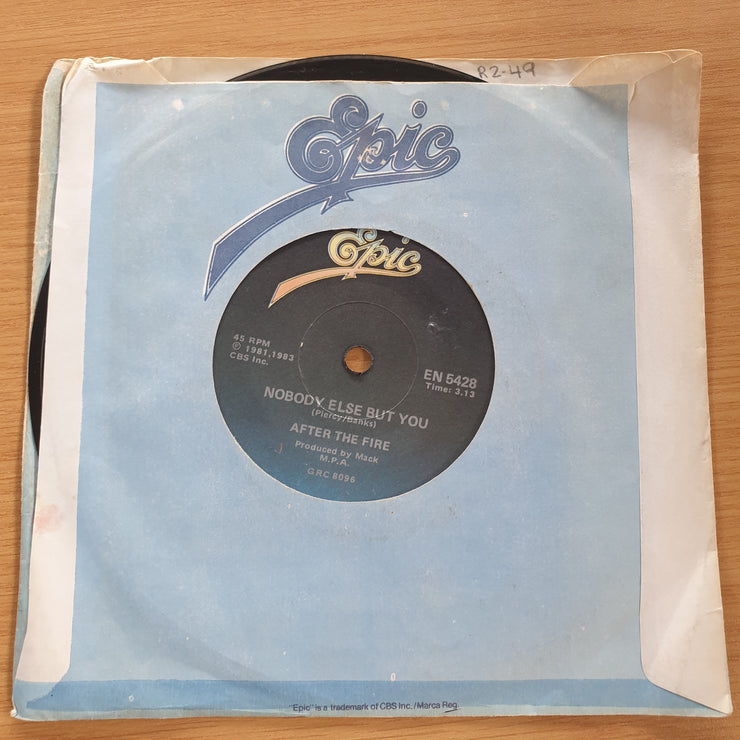 R2-49
Epic
Epic
45 RPM
Ⓟ 1981, 1983
CBS Inc.
EN 5428
Time: 3.13
NOBODY ELSE BUT YOU
(Piercy/Banks)
AFTER THE FIRE
Produced by Mack
M.P.A.
GRC 8096
"Epic" is a trademark of CBS Inc./Marca Reg.